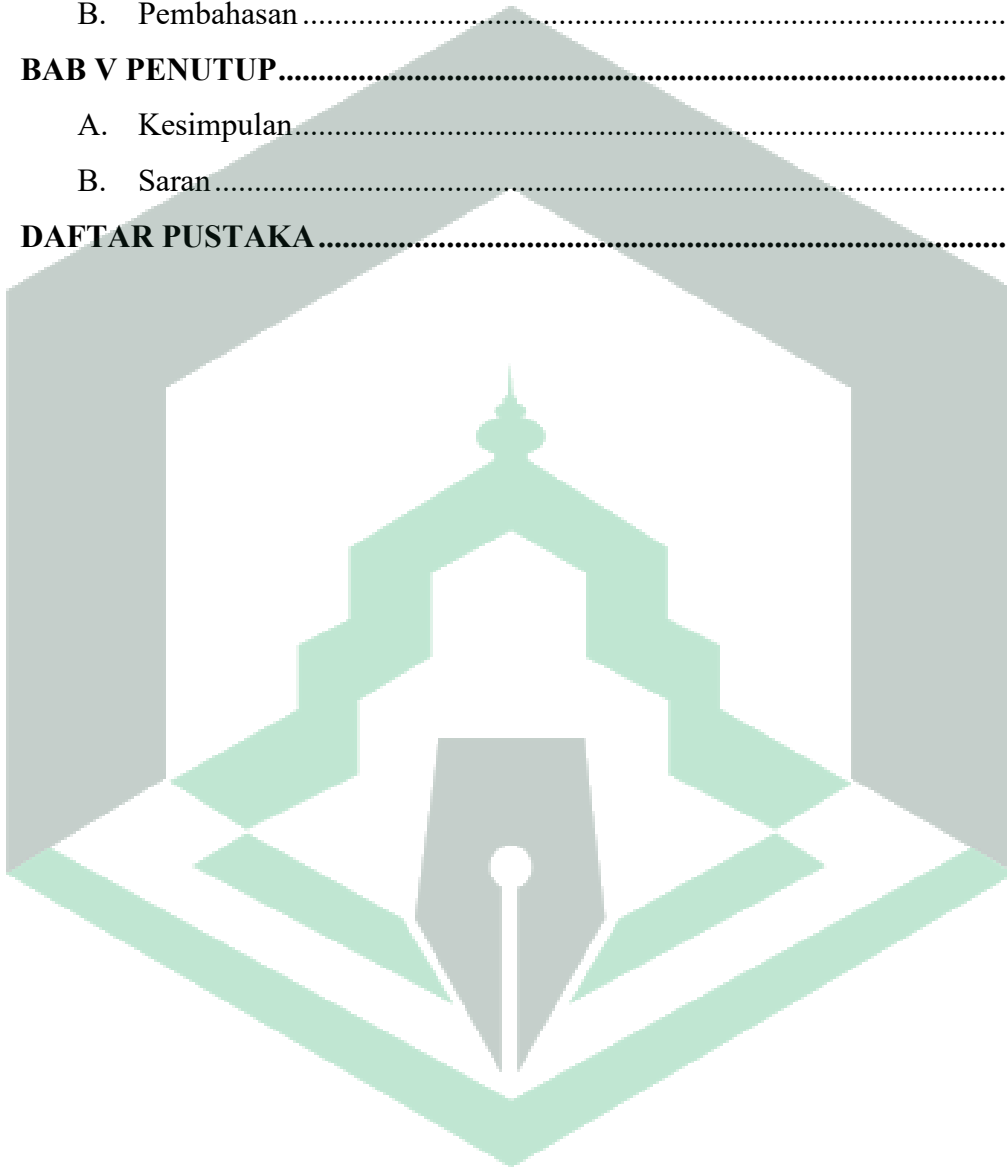 B. Pembahasan........................................................................................
BAB V PENUTUP............................................................................................
A. Kesimpulan.........................................................................................
B. Saran...................................................................................................
DAFTAR PUSTAKA.......................................................................................